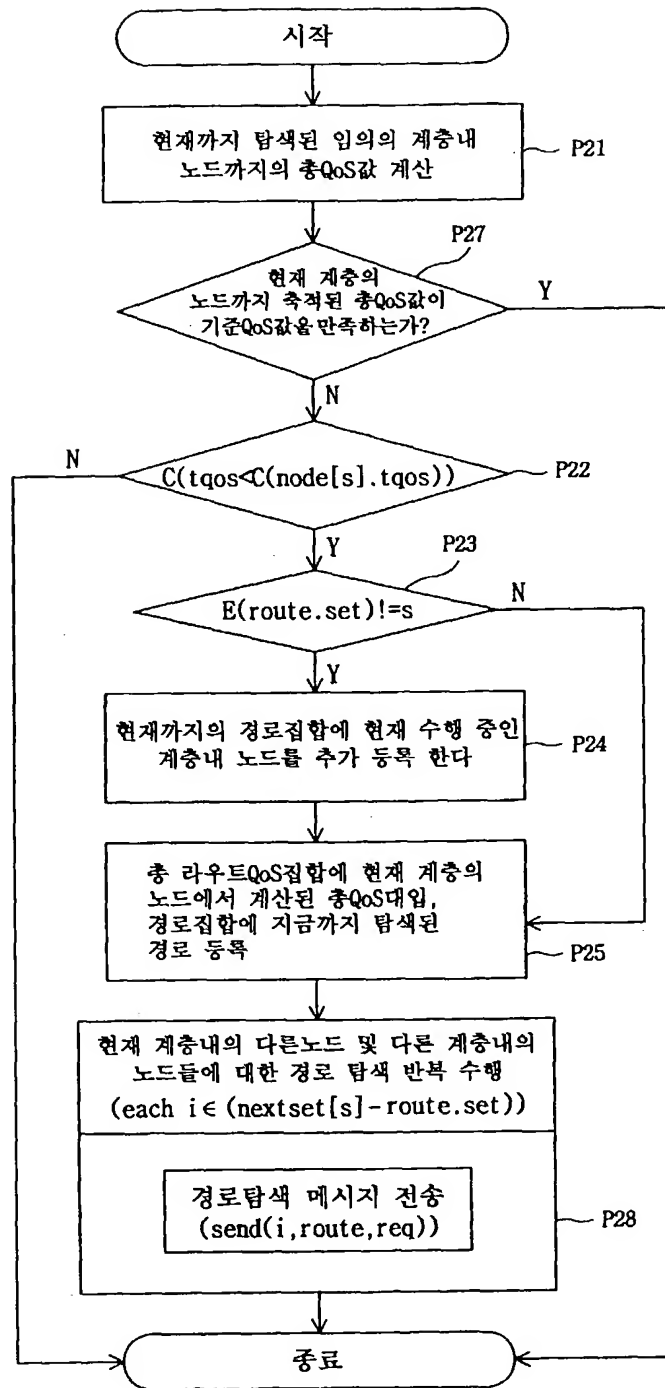 시작
현재까지 탐색된 임의의 계층내
노드까지의 총QoS값 계산
P21
P27
현재 계층의
노드까지 축적된 총QoS값이
기준QoS값을만족하는가?
Y
N
N
C(tqos<C(node[s].tqos))
P22
Y
P23
E(route.set)!=s
N
Y
현재까지의 경로집합에 현재 수행 중인
계층내 노드를 추가 등록 한다
P24
총 라우트QoS집합에 현재 계층의
노드에서 계산된 총QoS대입,
경로집합에 지금까지 탐색된
경로 등록
P25
현재 계층내의 다른노드 및 다른 계층내의
노드들에 대한 경로 탐색 반복 수행
(each i∈(nextset[s]-route.set))
경로탐색 메시지 전송
(send(i,route,req))
P28
종료